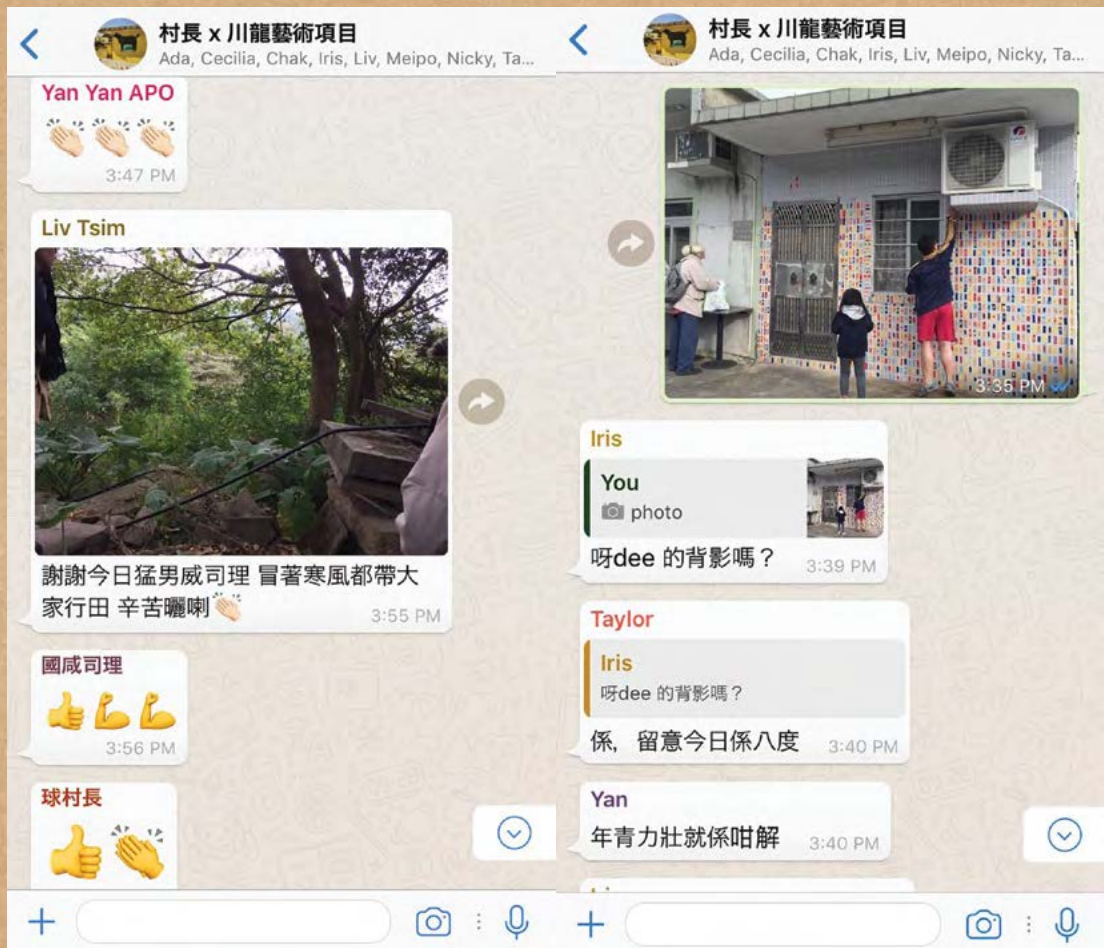 村長 x 川龍藝術項目
Ada, Cecilia, Chak, Iris, Liv, Meipo, Nicky, Ta...
Yan Yan APO
👏🏻👏🏻👏🏻
3:47 PM
Liv Tsim
謝謝今日猛男威司理 冒著寒風都帶大
家行田 辛苦曬喇👏🏻
3:55 PM
國咸司理
👍💪💪
3:56 PM
球村長
👍👏
村長 x 川龍藝術項目
Ada, Cecilia, Chak, Iris, Liv, Meipo, Nicky, Ta...
3:35 PM
Iris
You
photo
呀dee 的背影嗎？
3:39 PM
Taylor
Iris
呀dee 的背影嗎？
係，留意今日係八度
3:40 PM
Yan
年青力壯就係咁解
3:40 PM